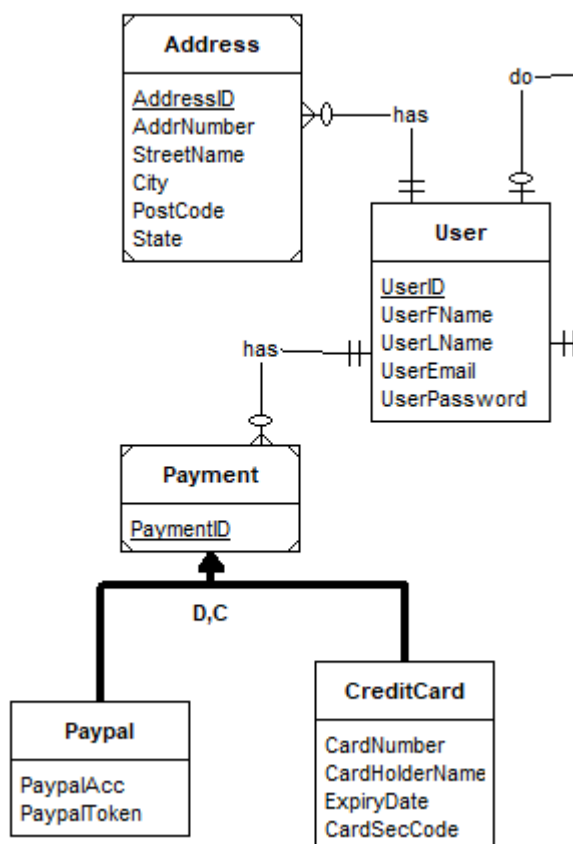 Address
AddressID
AddrNumber
StreetName
City
PostCode
State
has
do
User
UserID
UserFName
UserLName
UserEmail
UserPassword
has
Payment
PaymentID
D,C
Paypal
PaypalAcc
PaypalToken
CreditCard
CardNumber
CardHolderName
ExpiryDate
CardSecCode